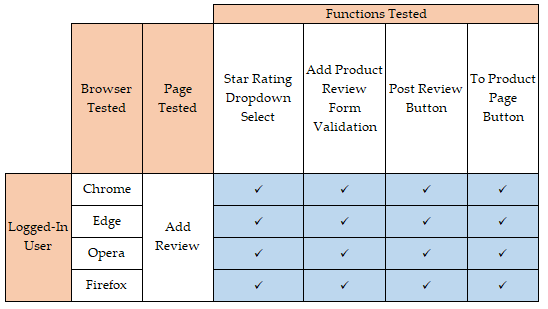 Functions Tested
Browser
Tested
Page
Tested
Star Rating
Dropdown
Select
Add Product
Review
Form
Validation
Post Review
Button
To Product
Page
Button
Logged-In
User
Chrome
Add
Review
✓ ✓ ✓ ✓
Edge
✓ ✓ ✓ ✓
Opera
✓ ✓ ✓ ✓
Firefox
✓ ✓ ✓ ✓